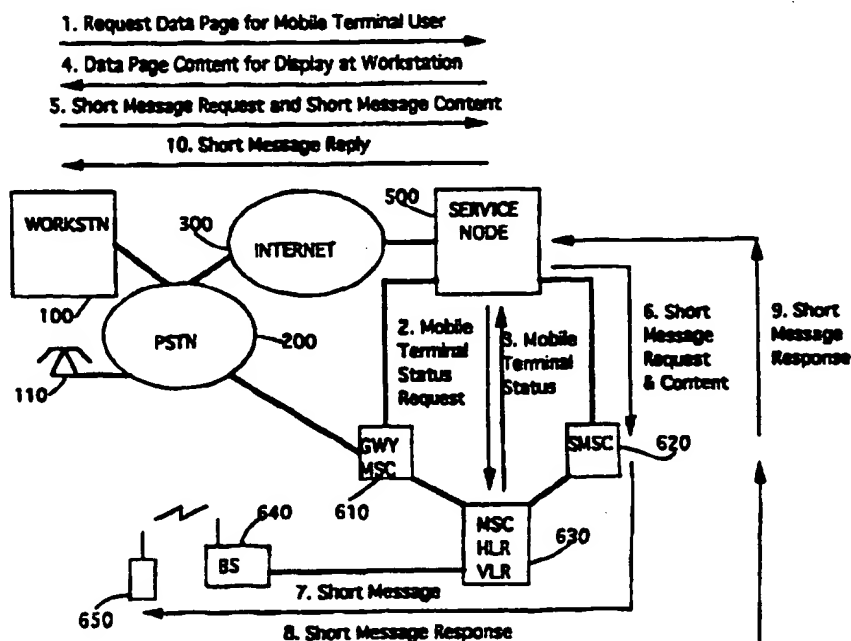 1. Request Data Page for Mobile Terminal User
4. Data Page Content for Display at Workstation
5. Short Message Request and Short Message Content
10. Short Message Reply
500
SERVICE
NODE
WORKSTN
300
INTERNET
100
PSTN
200
110
2. Mobile
Terminal
Status
Request
3. Mobile
Terminal
Status
6. Short
Message
Request
& Content
9. Short
Message
Response
GWY
MSC
610
SMSC
620
MSC
HLR
VLR
630
640
BS
650
7. Short Message
8. Short Message Response